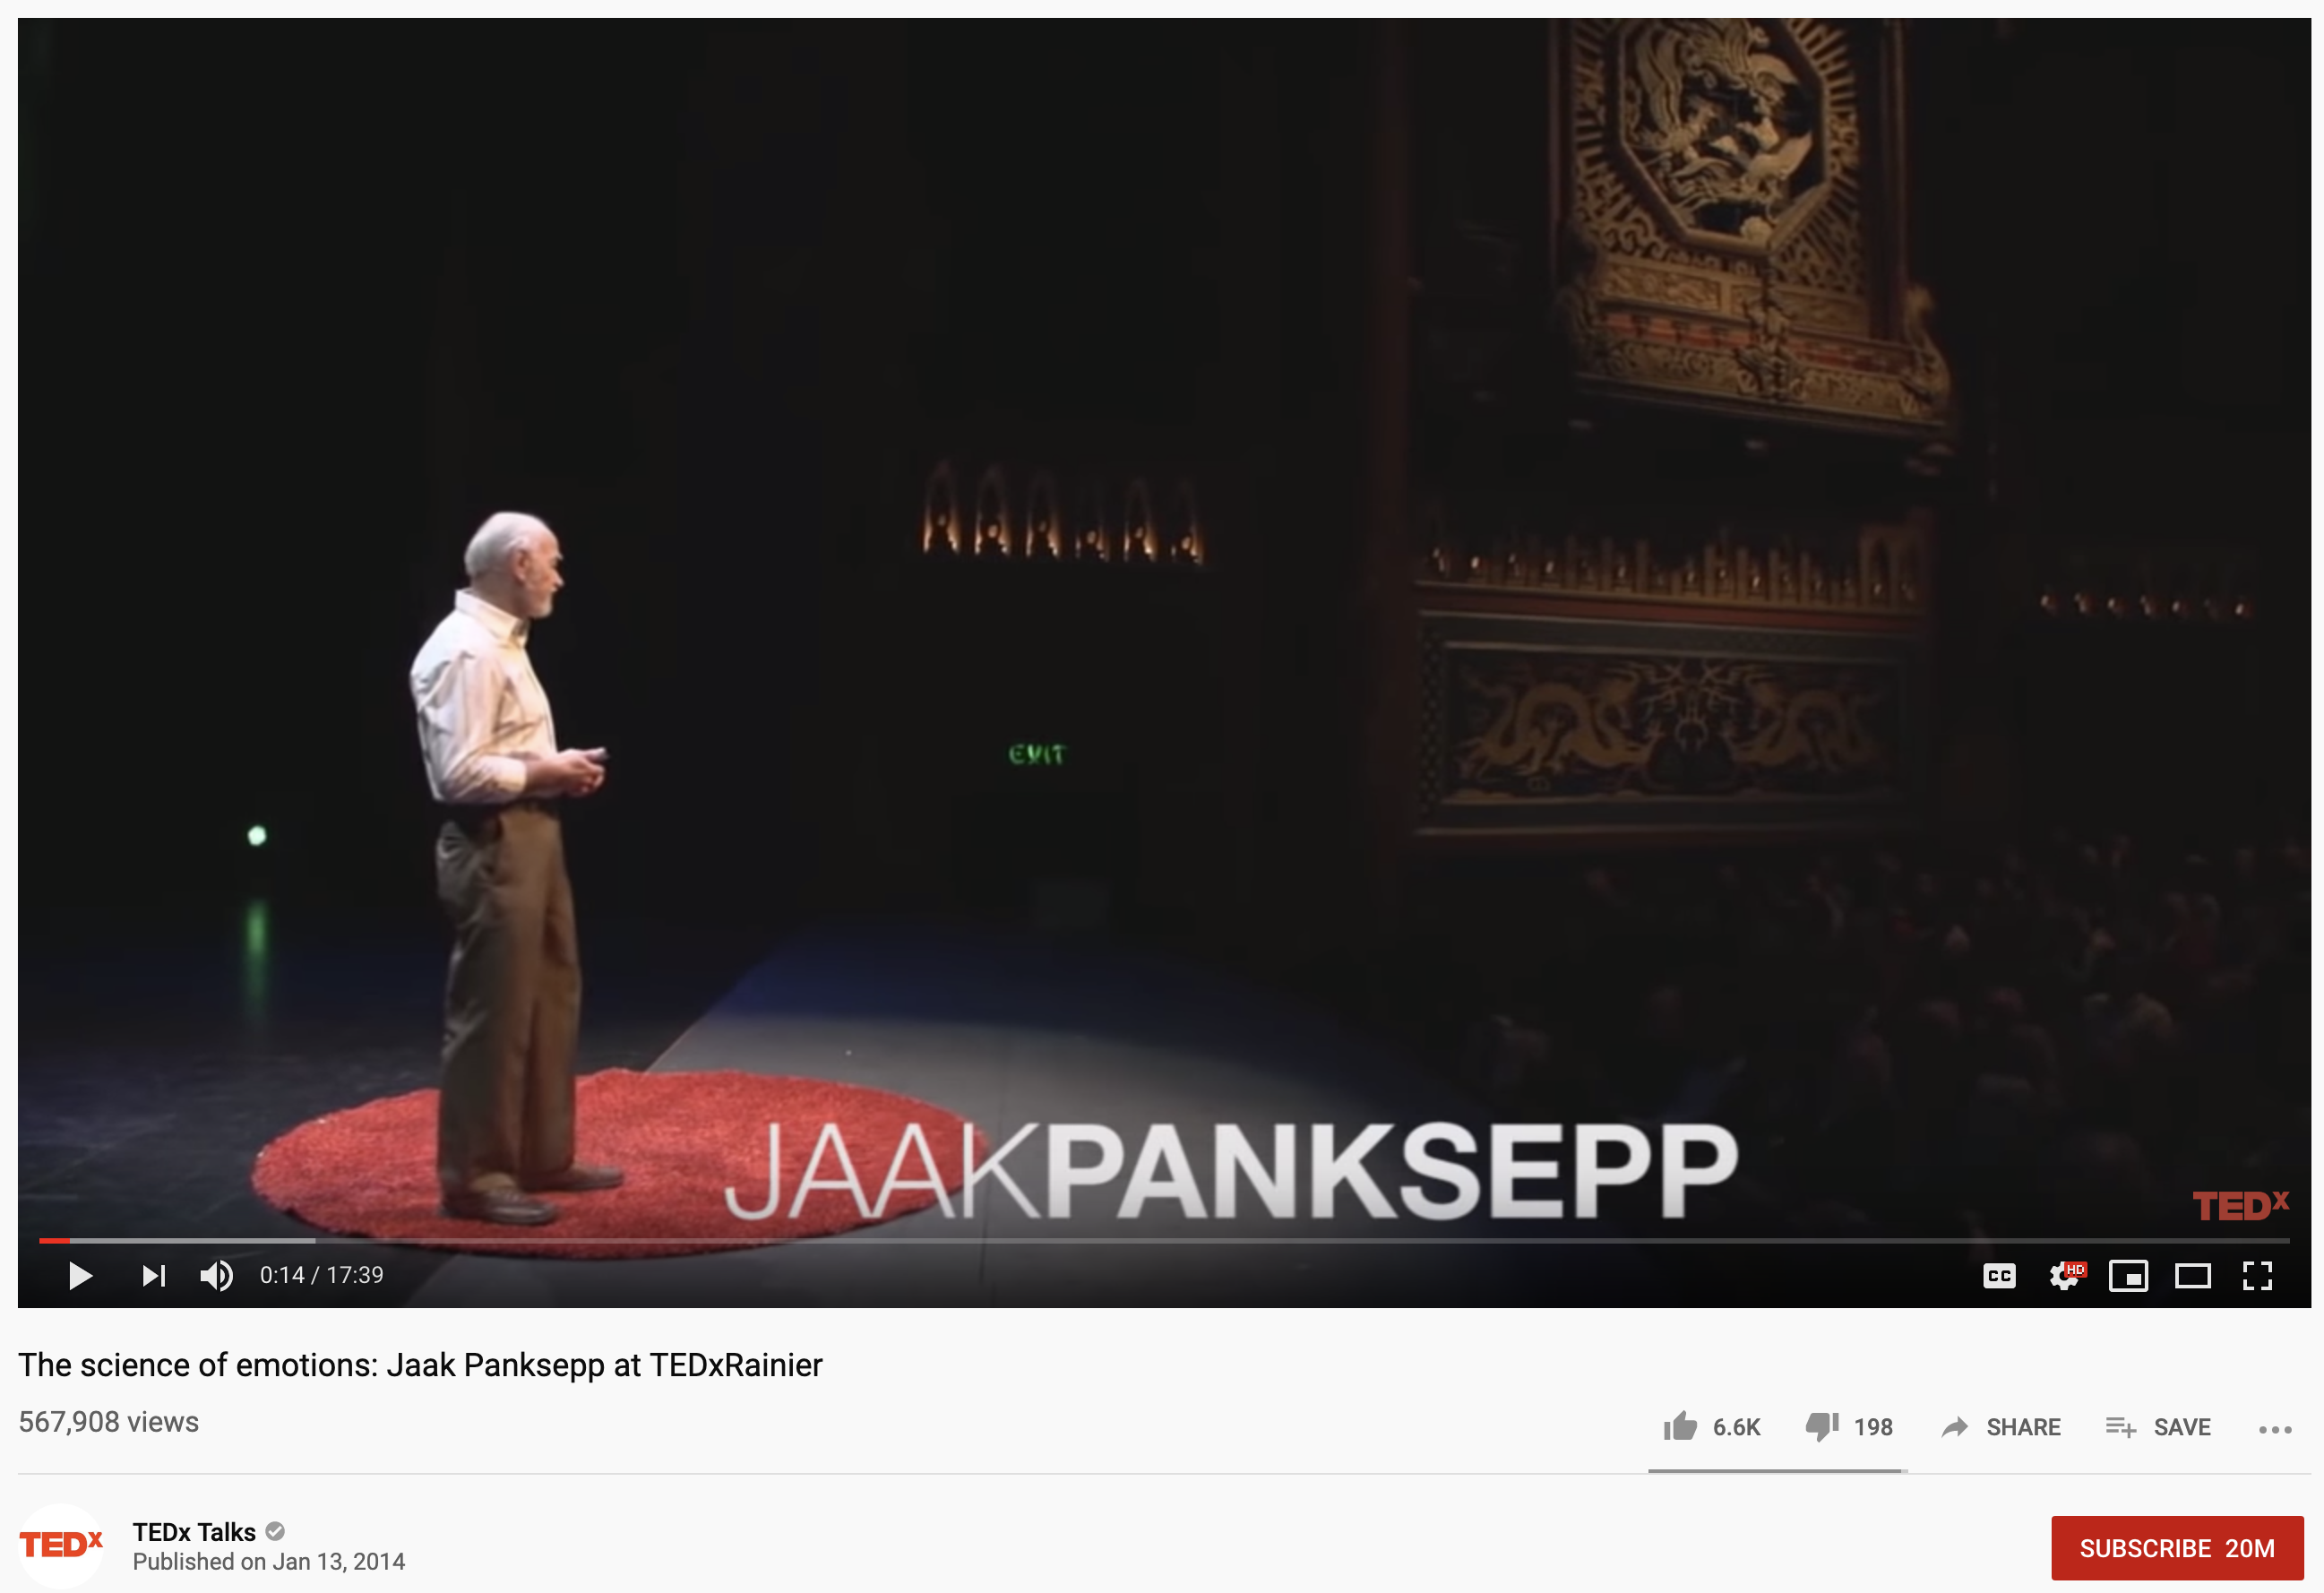 EXIT
JAAKPANKSEPP
TEDx
0:14 / 17:39
CC
HD
The science of emotions: Jaak Panksepp at TEDxRainier
567,908 views
6.6K
198
SHARE
SAVE
TEDx
TEDx Talks
Published on Jan 13, 2014
SUBSCRIBE 20M